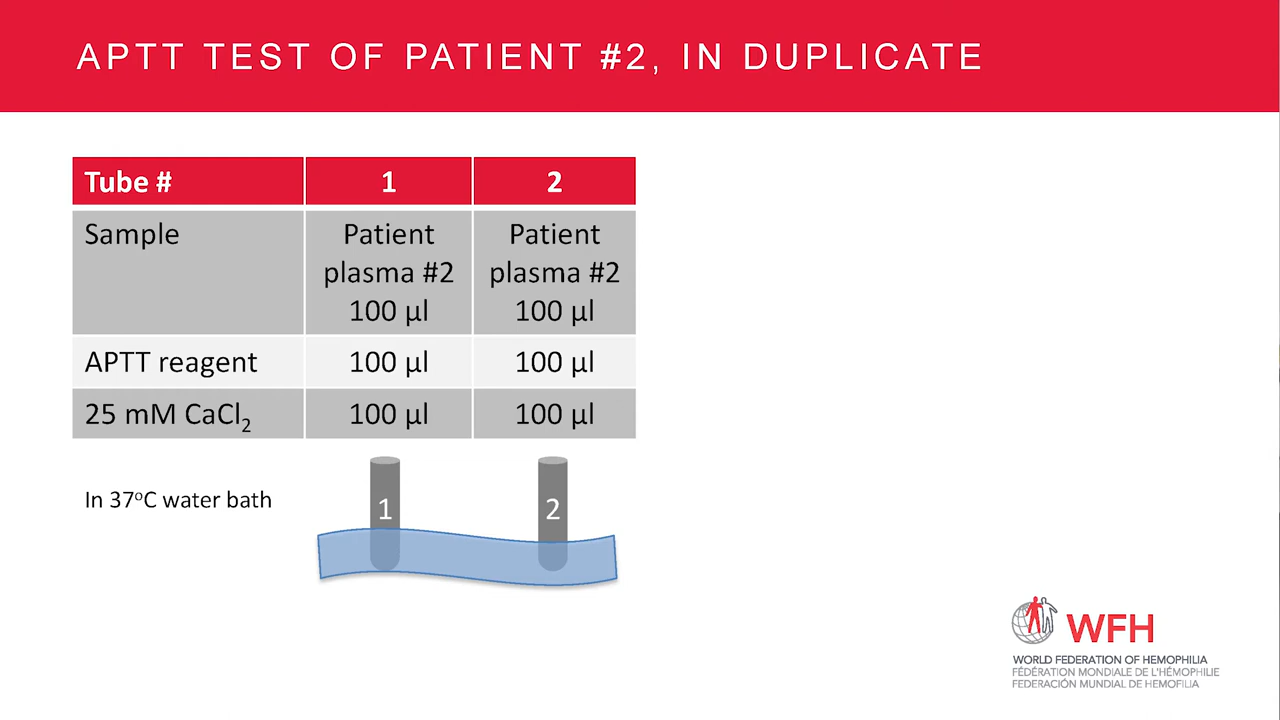 APTT TEST OF PATIENT #2, IN DUPLICATE
Tube # 1 2
Sample Patient plasma #2 100 µl Patient plasma #2 100 µl
APTT reagent 100 µl 100 µl
25 mM CaCl₂ 100 µl 100 µl
In 37°C water bath
1 2
WFH
WORLD FEDERATION OF HEMOPHILIA
FÉDÉRATION MONDIALE DE L'HÉMOPHILIE
FEDERACIÓN MUNDIAL DE HEMOFILIA